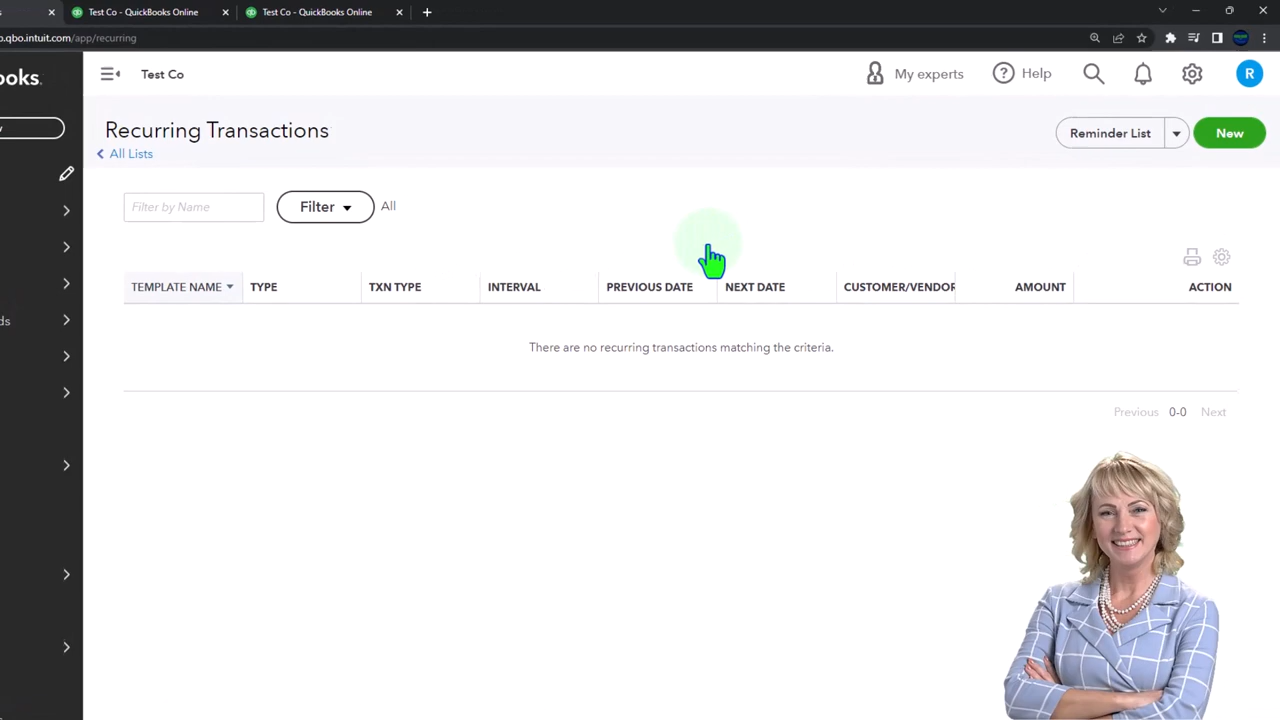 Test Co - QuickBooks Online
Test Co - QuickBooks Online
qbo.intuit.com/app/recurring
ooks
Test Co
My experts
Help
R
Recurring Transactions
All Lists
Reminder List
New
Filter by Name
Filter
All
TEMPLATE NAME TYPE TXN TYPE INTERVAL PREVIOUS DATE NEXT DATE CUSTOMER/VENDOR AMOUNT ACTION
There are no recurring transactions matching the criteria.
Previous 0-0 Next